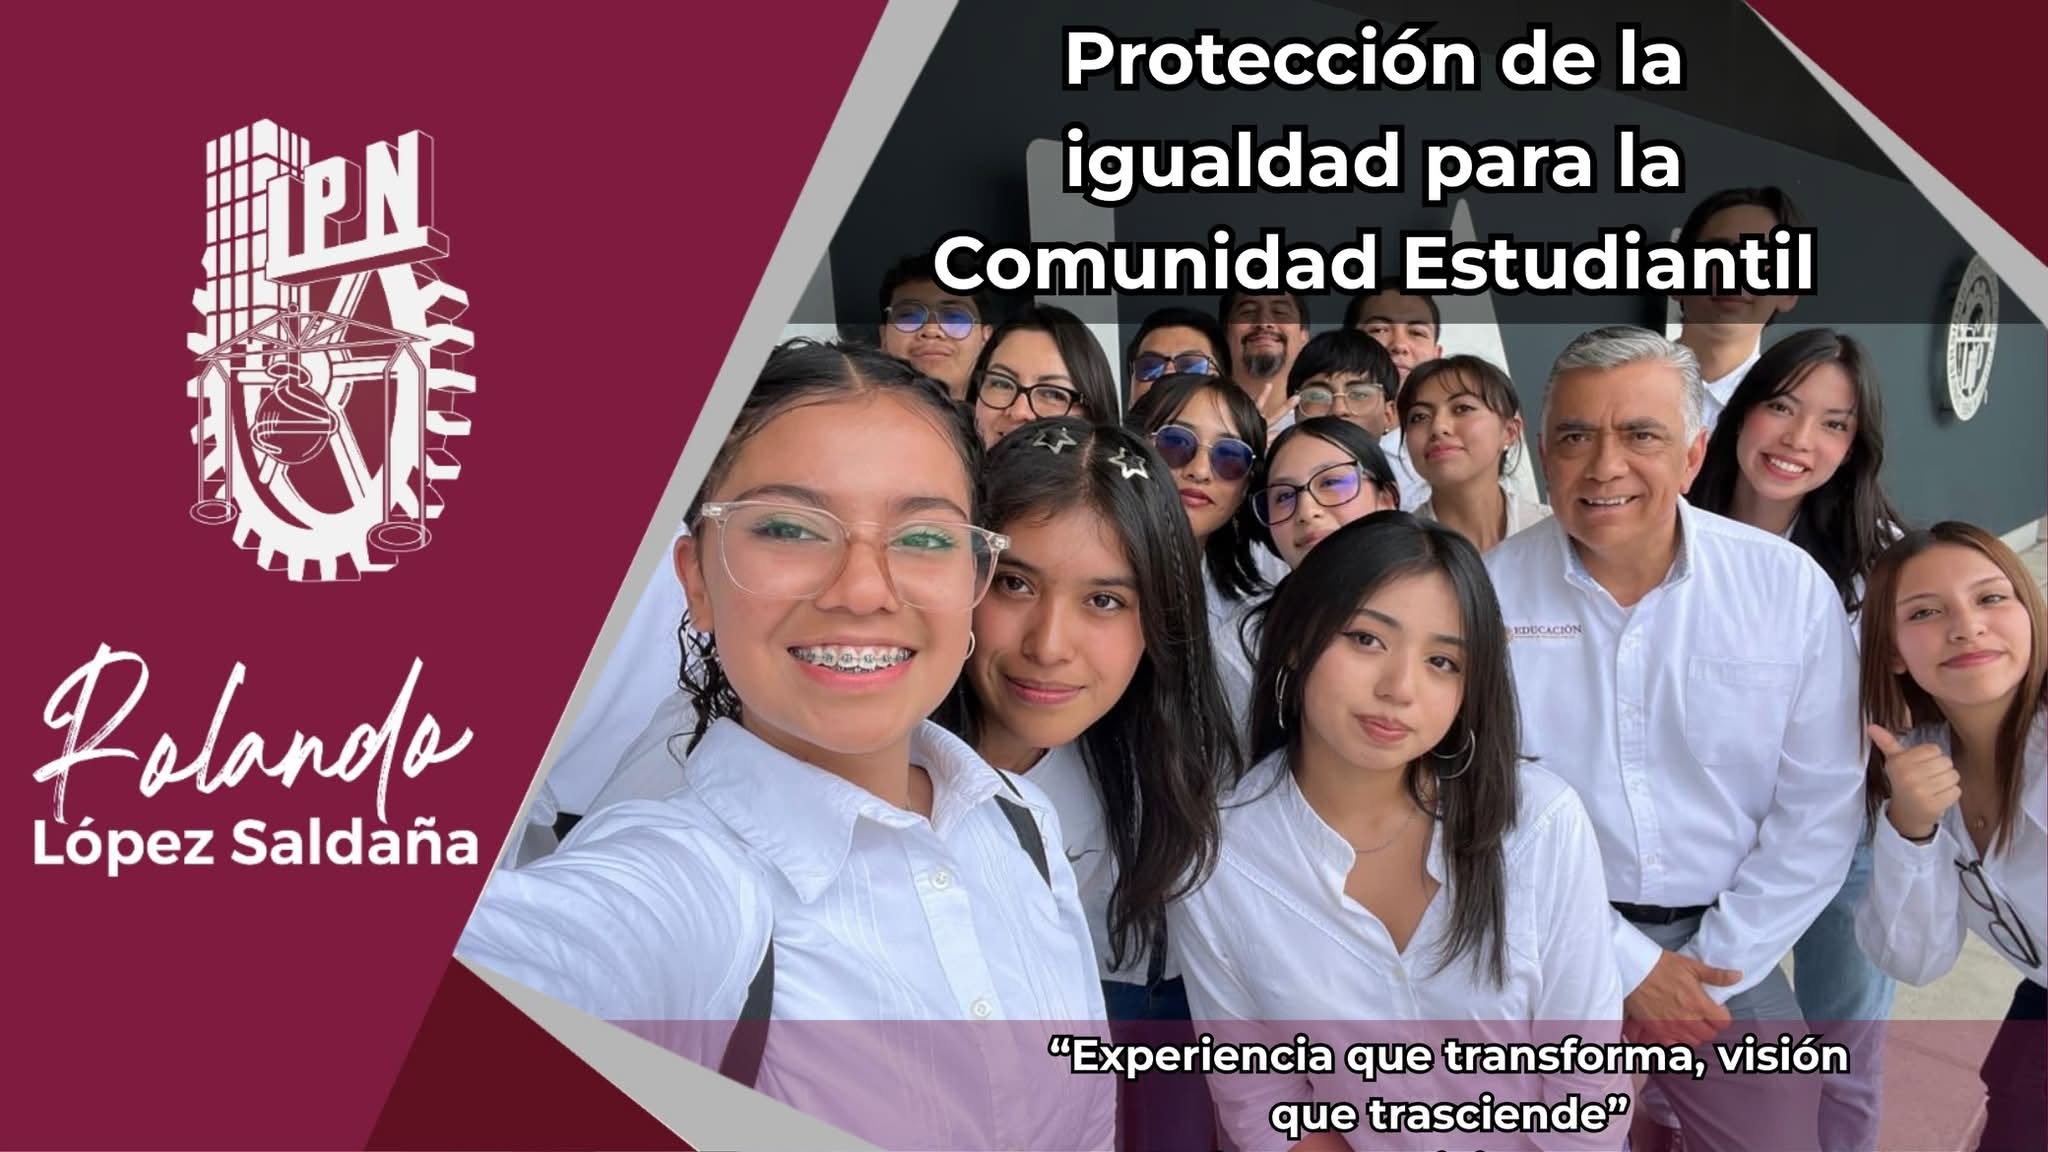 Protección de la
igualdad para la
Comunidad Estudiantil
IPN
Rolando
López Saldaña
EDUCACIÓN
“Experiencia que transforma, visión
que trasciende”